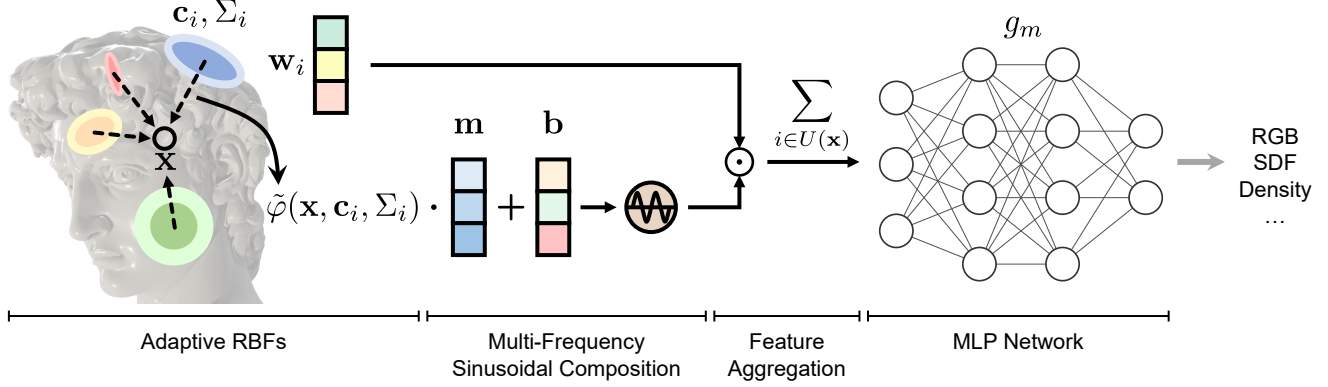 c_i, Σ_i
w_i
x
φ̃(x, c_i, Σ_i) ·
m
+
b
⊙
∑
i∈U(x)
g_m
RGB
SDF
Density
...
Adaptive RBFs
Multi-Frequency
Sinusoidal Composition
Feature
Aggregation
MLP Network